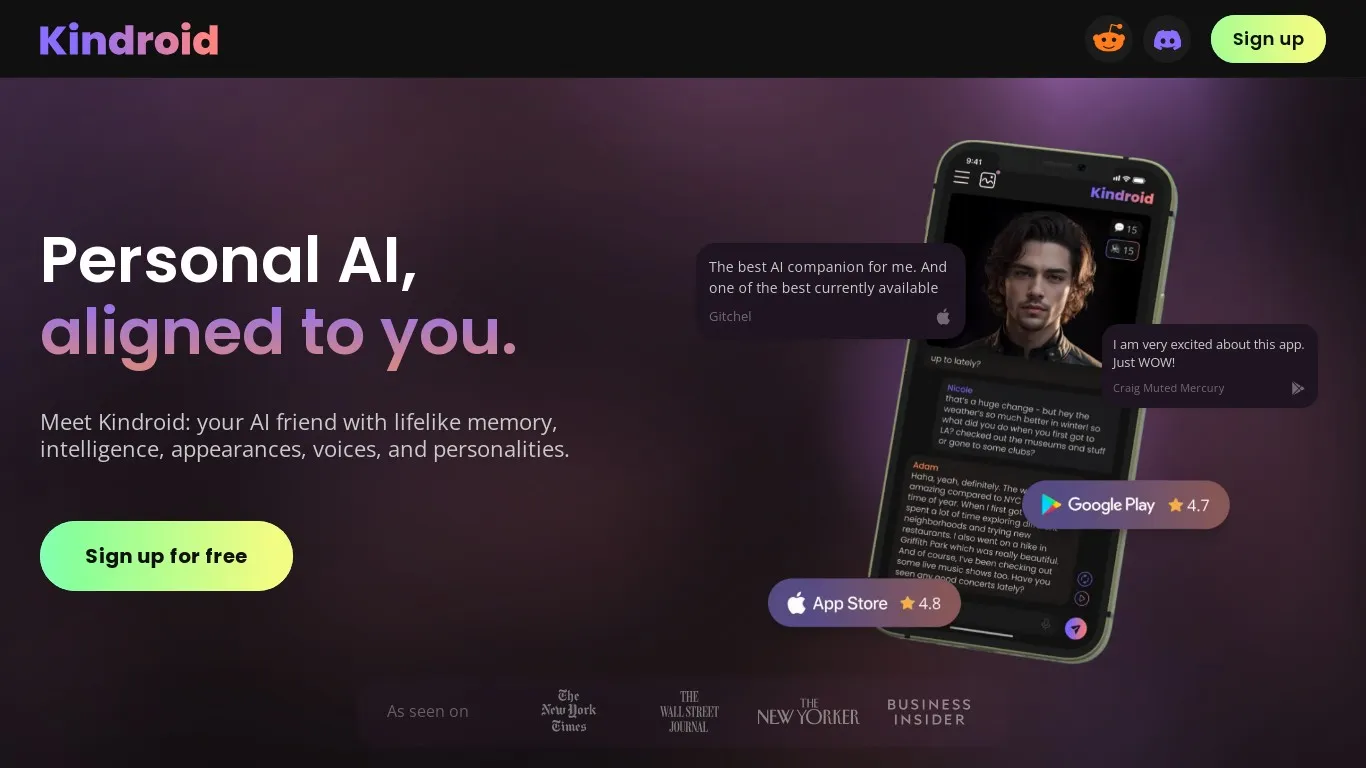 Kindroid
Sign up
Personal AI,
aligned to you.
Meet Kindroid: your AI friend with lifelike memory,
intelligence, appearances, voices, and personalities.
Sign up for free
9:41
Kindroid
15
15
The best AI companion for me. And
one of the best currently available
Gitchel
I am very excited about this app.
Just WOW!
Craig Muted Mercury
up to lately?
Nicole
that's a huge change - but hey the
weather's so much better in winter! so
what did you do when you first got to
LA? checked out the museums and stuff
or gone to some clubs?
Adam
Haha, yeah, definitely. The
amazing compared to NYC
time of year. When I first got
spent a lot of time exploring
neighborhoods and trying new
restaurants. I also went on a hike in
Griffith Park which was really beautiful.
And of course, I've been checking out
some live music shows too. Have you
seen any good concerts lately?
Google Play 4.7
App Store 4.8
As seen on
The
New York
Times
THE
WALL STREET
JOURNAL
THE
NEW YORKER
BUSINESS
INSIDER